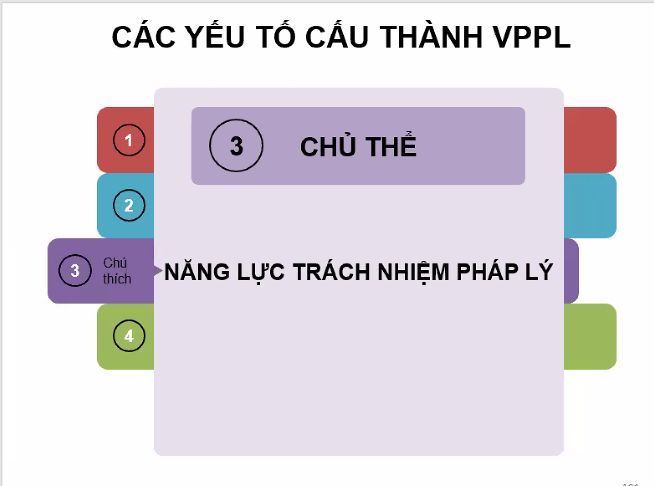 CÁC YẾU TỐ CẤU THÀNH VPPL
1
3 CHỦ THỂ
2
3 Chú thích
NĂNG LỰC TRÁCH NHIỆM PHÁP LÝ
4